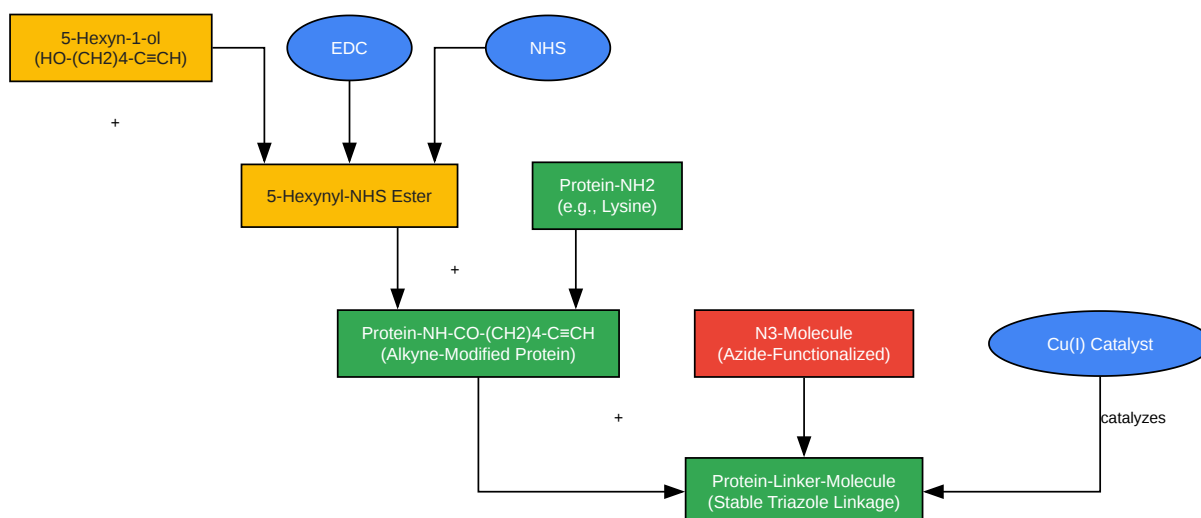 5-Hexyn-1-ol
(HO-(CH2)4-C≡CH)
EDC
NHS
+
5-Hexynyl-NHS Ester
Protein-NH2
(e.g., Lysine)
+
Protein-NH-CO-(CH2)4-C≡CH
(Alkyne-Modified Protein)
N3-Molecule
(Azide-Functionalized)
Cu(I) Catalyst
+
catalyzes
Protein-Linker-Molecule
(Stable Triazole Linkage)